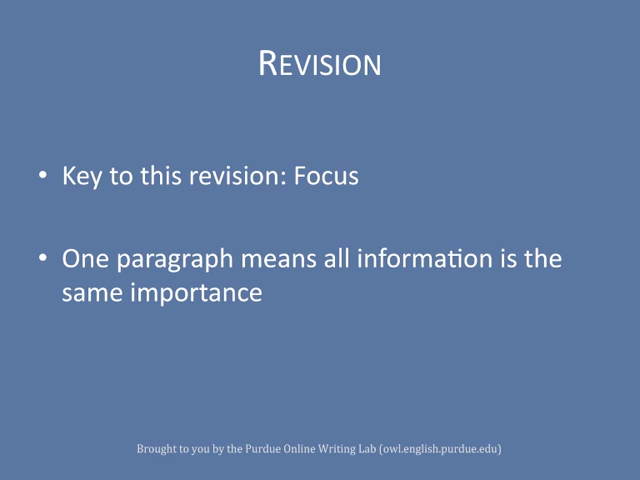 REVISION
• Key to this revision: Focus
• One paragraph means all information is the
same importance
Brought to you by the Purdue Online Writing Lab (owl.english.purdue.edu)